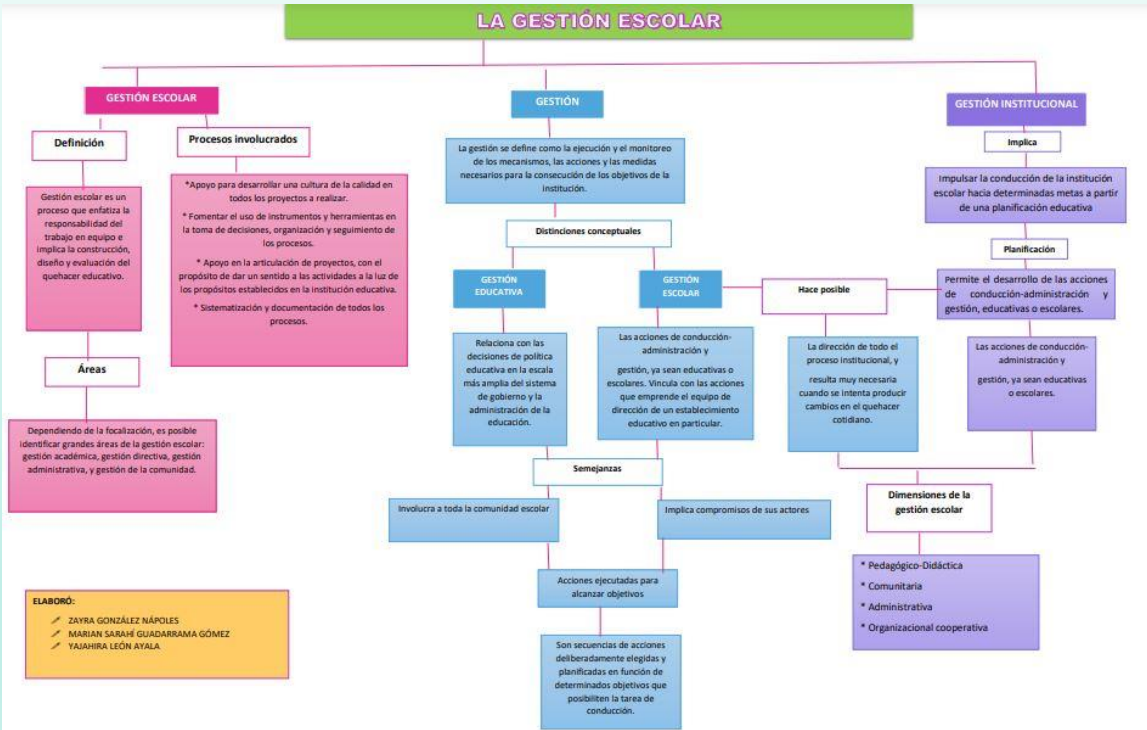 LA GESTIÓN ESCOLAR
GESTIÓN ESCOLAR
Definición
Gestión escolar es un
proceso que enfatiza la
responsabilidad del
trabajo en equipo e
implica la construcción,
diseño y evaluación del
quehacer educativo.
Áreas
Dependiendo de la focalización, es posible
identificar grandes áreas de la gestión escolar:
gestión académica, gestión directiva, gestión
administrativa, y gestión de la comunidad.
Procesos involucrados
*Apoyo para desarrollar una cultura de la calidad en
todos los proyectos a realizar.
* Fomentar el uso de instrumentos y herramientas en
la toma de decisiones, organización y seguimiento de
los procesos.
* Apoyo en la articulación de proyectos, con el
propósito de dar un sentido a las actividades a la luz de
los propósitos establecidos en la institución educativa.
* Sistematización y documentación de todos los
procesos.
GESTIÓN
La gestión se define como la ejecución y el monitoreo
de los mecanismos, las acciones y las medidas
necesarios para la consecución de los objetivos de la
institución.
Distinciones conceptuales
GESTIÓN
EDUCATIVA
Relaciona con las
decisiones de política
educativa en la escala
más amplia del sistema
de gobierno y la
administración de la
educación.
GESTIÓN
ESCOLAR
Las acciones de conducción-
administración y
gestión, ya sean educativas o
escolares. Vincula con las acciones
que emprende el equipo de
dirección de un establecimiento
educativo en particular.
Semejanzas
Involucra a toda la comunidad escolar
Implica compromisos de sus actores
Acciones ejecutadas para
alcanzar objetivos
Son secuencias de acciones
deliberadamente elegidas y
planificadas en función de
determinados objetivos que
posibiliten la tarea de
conducción.
GESTIÓN INSTITUCIONAL
Implica
Impulsar la conducción de la institución
escolar hacia determinadas metas a partir
de una planificación educativa
Planificación
Permite el desarrollo de las acciones
de conducción-administración y
gestión, educativas o escolares.
Hace posible
La dirección de todo el
proceso institucional, y
resulta muy necesaria
cuando se intenta producir
cambios en el quehacer
cotidiano.
Las acciones de conducción-
administración y
gestión, ya sean educativas
o escolares.
Dimensiones de la
gestión escolar
* Pedagógico-Didáctica
* Comunitaria
* Administrativa
* Organizacional cooperativa
ELABORÓ:
ZAYRA GONZÁLEZ NÁPOLES
MARIAN SARAHÍ GUADARRAMA GÓMEZ
YAJAHIRA LEÓN AYALA